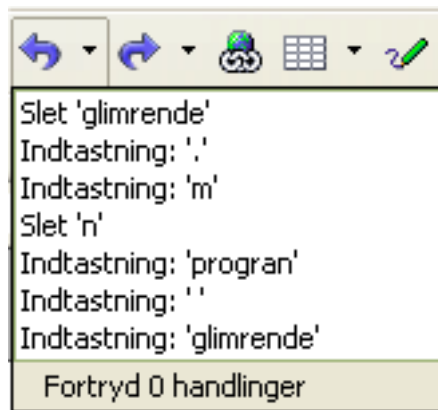 Slet 'glimrende'
Indtastning: '.'
Indtastning: 'm'
Slet 'n'
Indtastning: 'progran'
Indtastning: ' '
Indtastning: 'glimrende'
Fortryd 0 handlinger